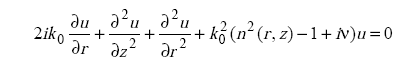 2ik₀ ∂u/∂r + ∂²u/∂z² + ∂²u/∂r² + k₀²(n²(r, z) − 1 + iν)u = 0